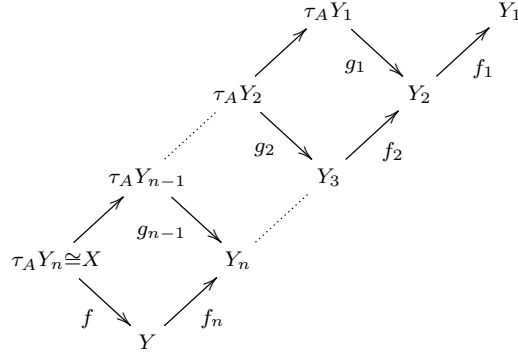 τ_A Y_1 Y_1
g_1 f_1
τ_A Y_2 Y_2
g_2 f_2
τ_A Y_{n−1} Y_3
g_{n−1}
τ_A Y_n ≅ X Y_n
f f_n
Y